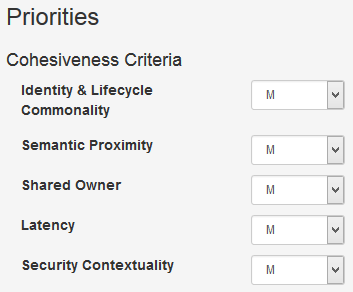 Priorities
Cohesiveness Criteria
Identity & Lifecycle
Commonality
M
Semantic Proximity
M
Shared Owner
M
Latency
M
Security Contextuality
M